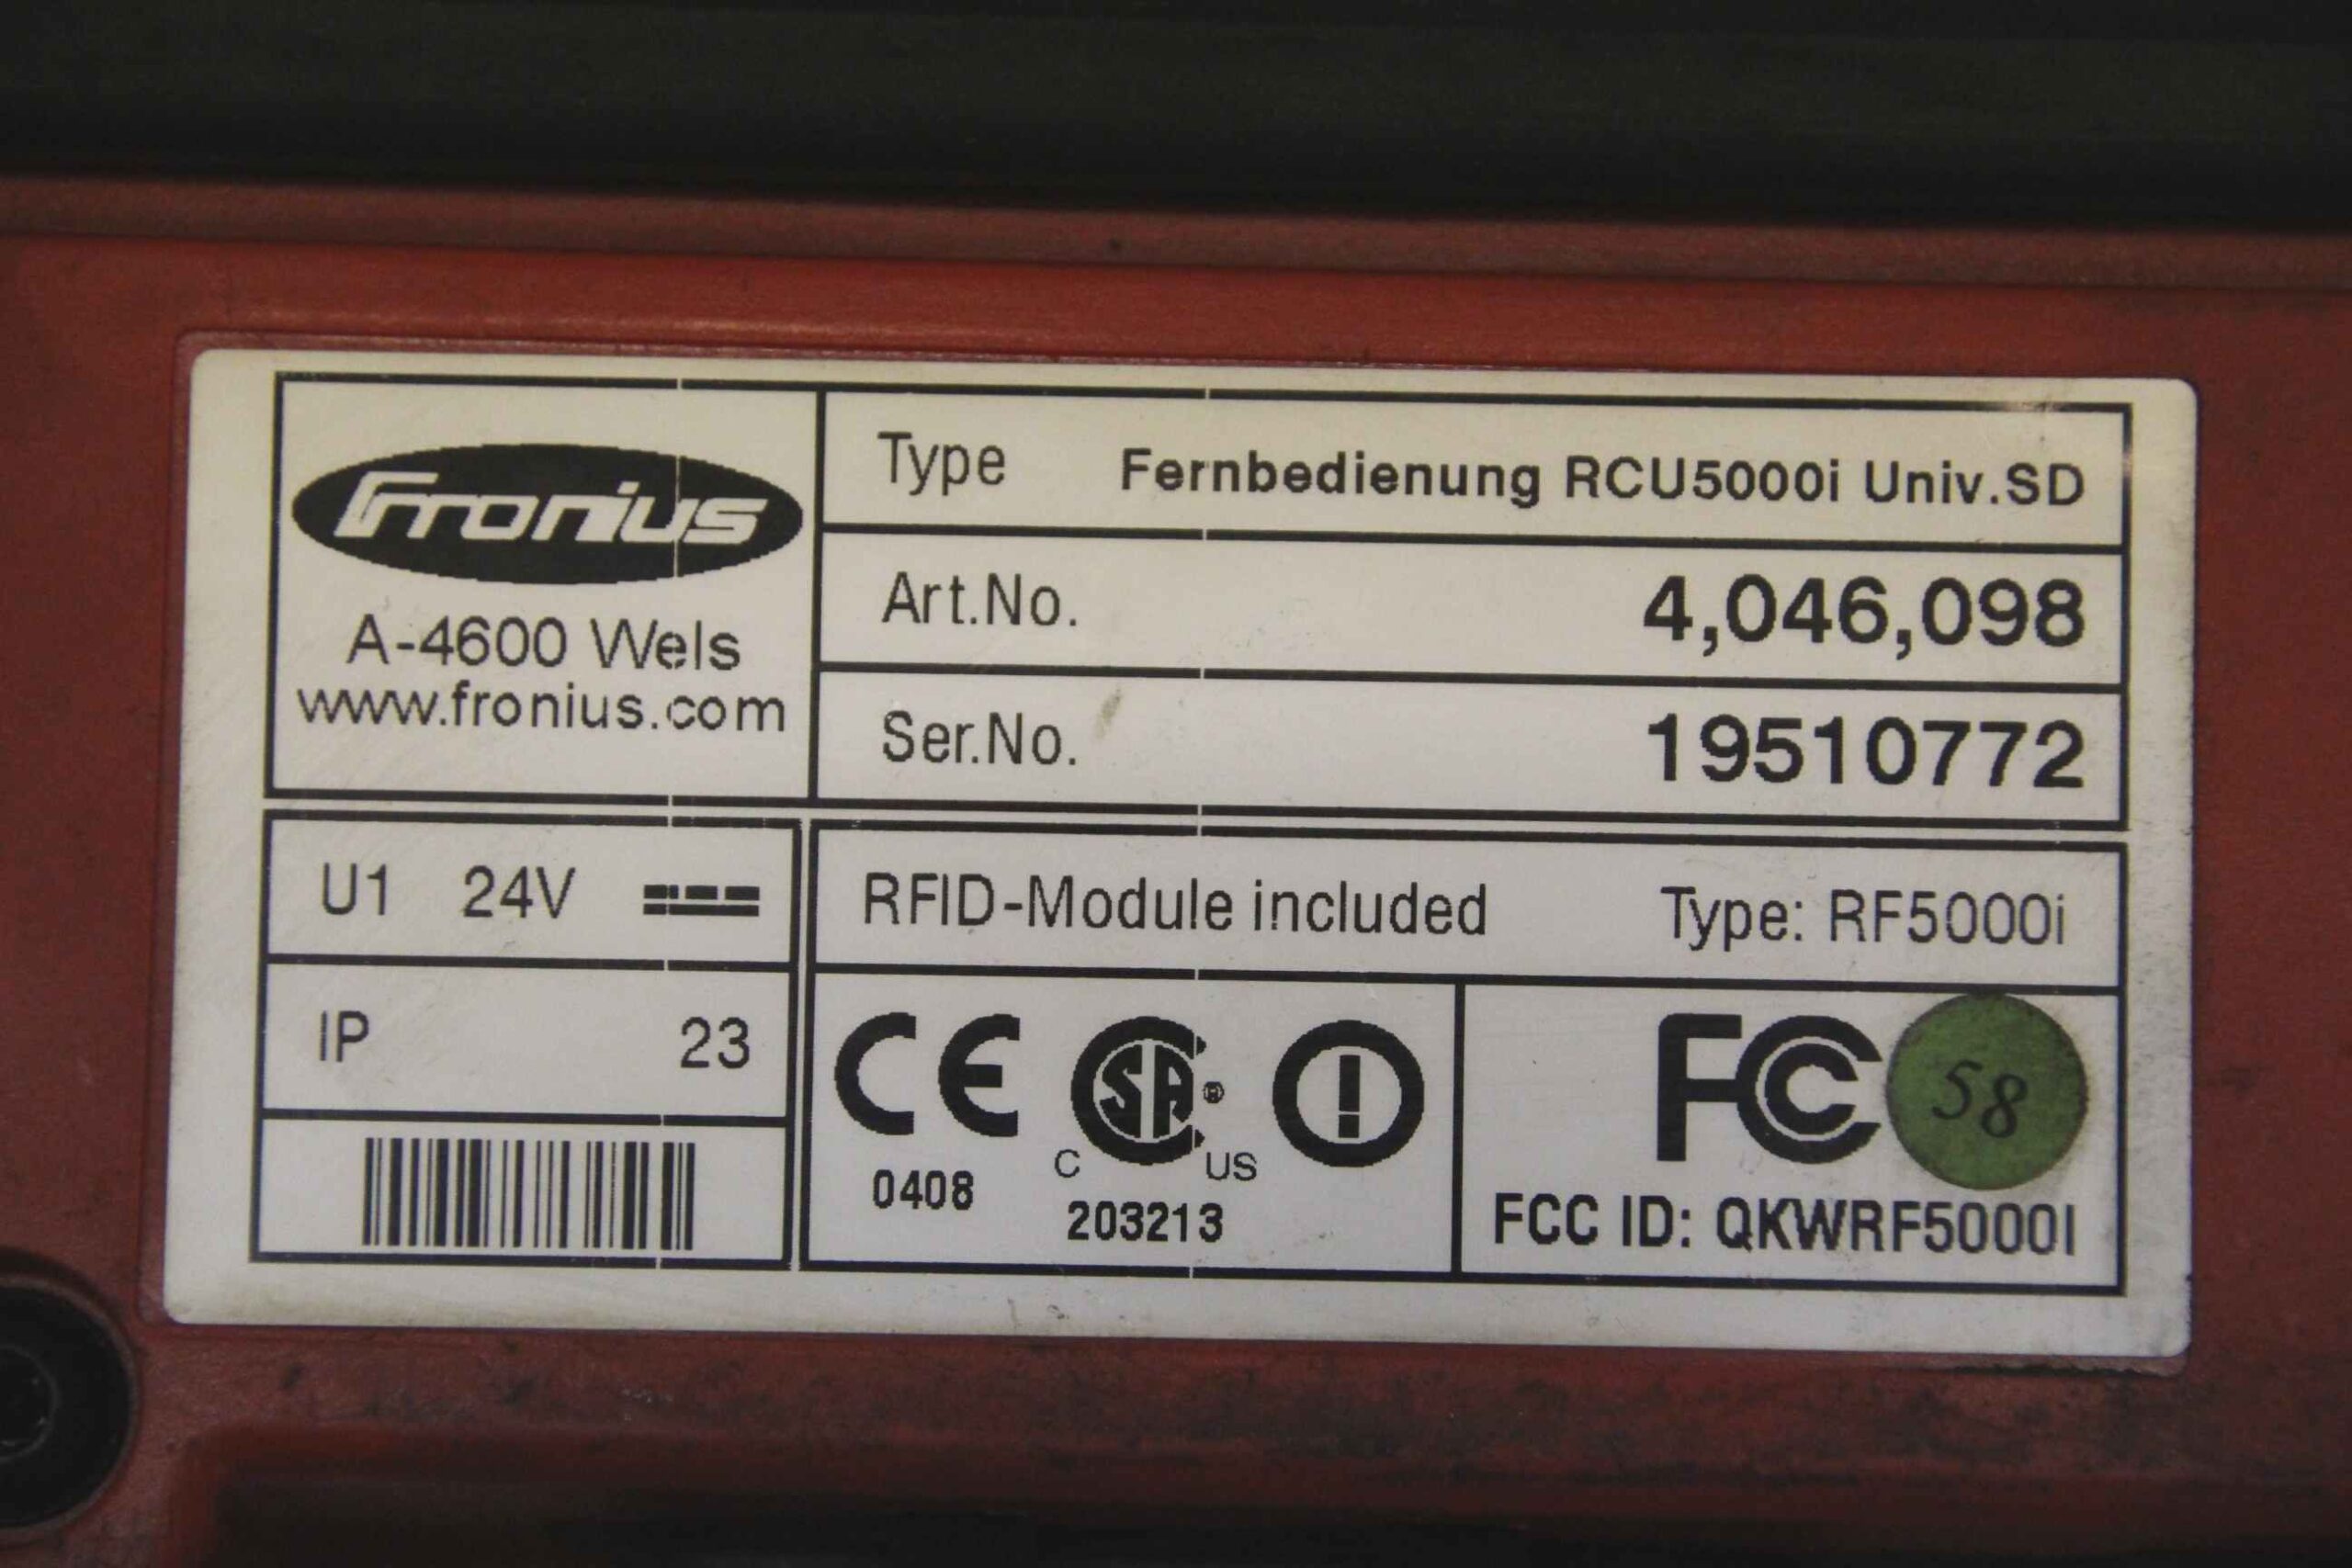 Fronius
A-4600 Wels
www.fronius.com
Type Fernbedienung RCU5000i Univ.SD
Art.No. 4,046,098
Ser.No. 19510772
U1 24V
IP 23
RFID-Module included Type: RF5000i
CE
0408
SA®
C US
203213
FC
58
FCC ID: QKWRF5000I